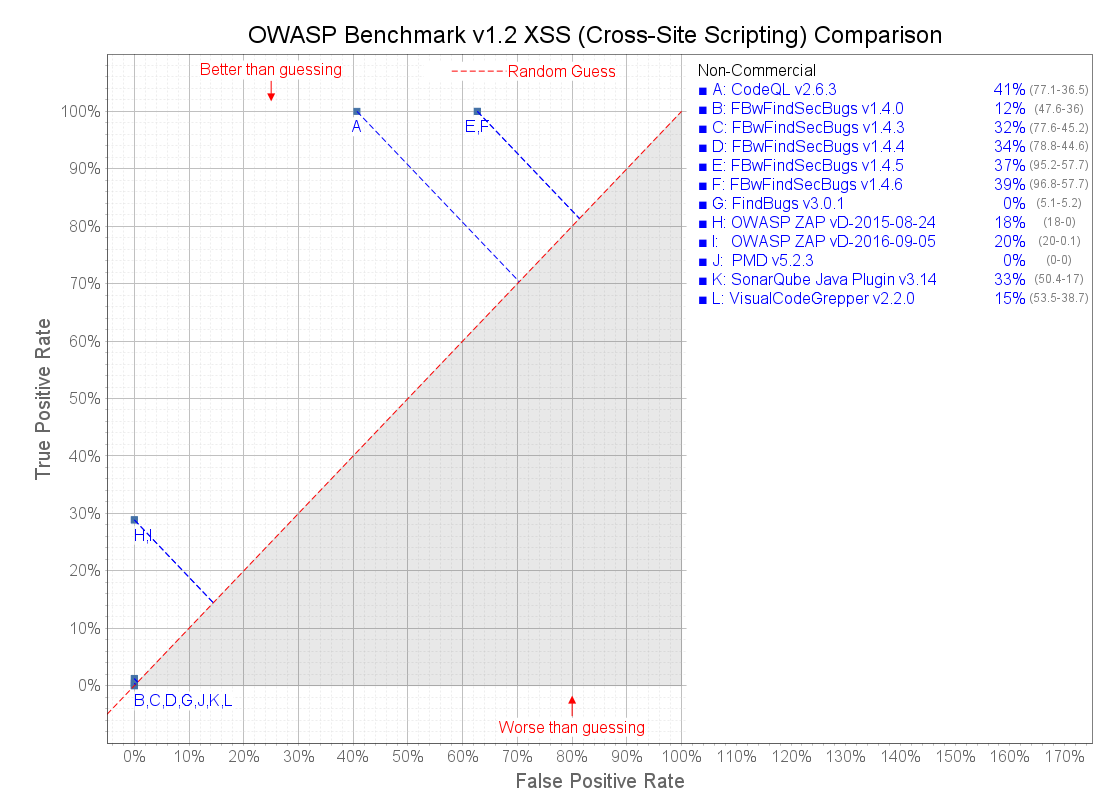 OWASP Benchmark v1.2 XSS (Cross-Site Scripting) Comparison
Better than guessing
Random Guess
Non-Commercial
A: CodeQL v2.6.3 41% (77.1-36.5)
B: FBwFindSecBugs v1.4.0 12% (47.6-36)
C: FBwFindSecBugs v1.4.3 32% (77.6-45.2)
D: FBwFindSecBugs v1.4.4 34% (78.8-44.6)
E: FBwFindSecBugs v1.4.5 37% (95.2-57.7)
F: FBwFindSecBugs v1.4.6 39% (96.8-57.7)
G: FindBugs v3.0.1 0% (5.1-5.2)
H: OWASP ZAP vD-2015-08-24 18% (18-0)
I: OWASP ZAP vD-2016-09-05 20% (20-0.1)
J: PMD v5.2.3 0% (0-0)
K: SonarQube Java Plugin v3.14 33% (50.4-17)
L: VisualCodeGrepper v2.2.0 15% (53.5-38.7)
True Positive Rate
100%
90%
80%
70%
60%
50%
40%
30%
20%
10%
0%
A
E,F
H,I
B,C,D,G,J,K,L
Worse than guessing
0% 10% 20% 30% 40% 50% 60% 70% 80% 90% 100% 110% 120% 130% 140% 150% 160% 170%
False Positive Rate